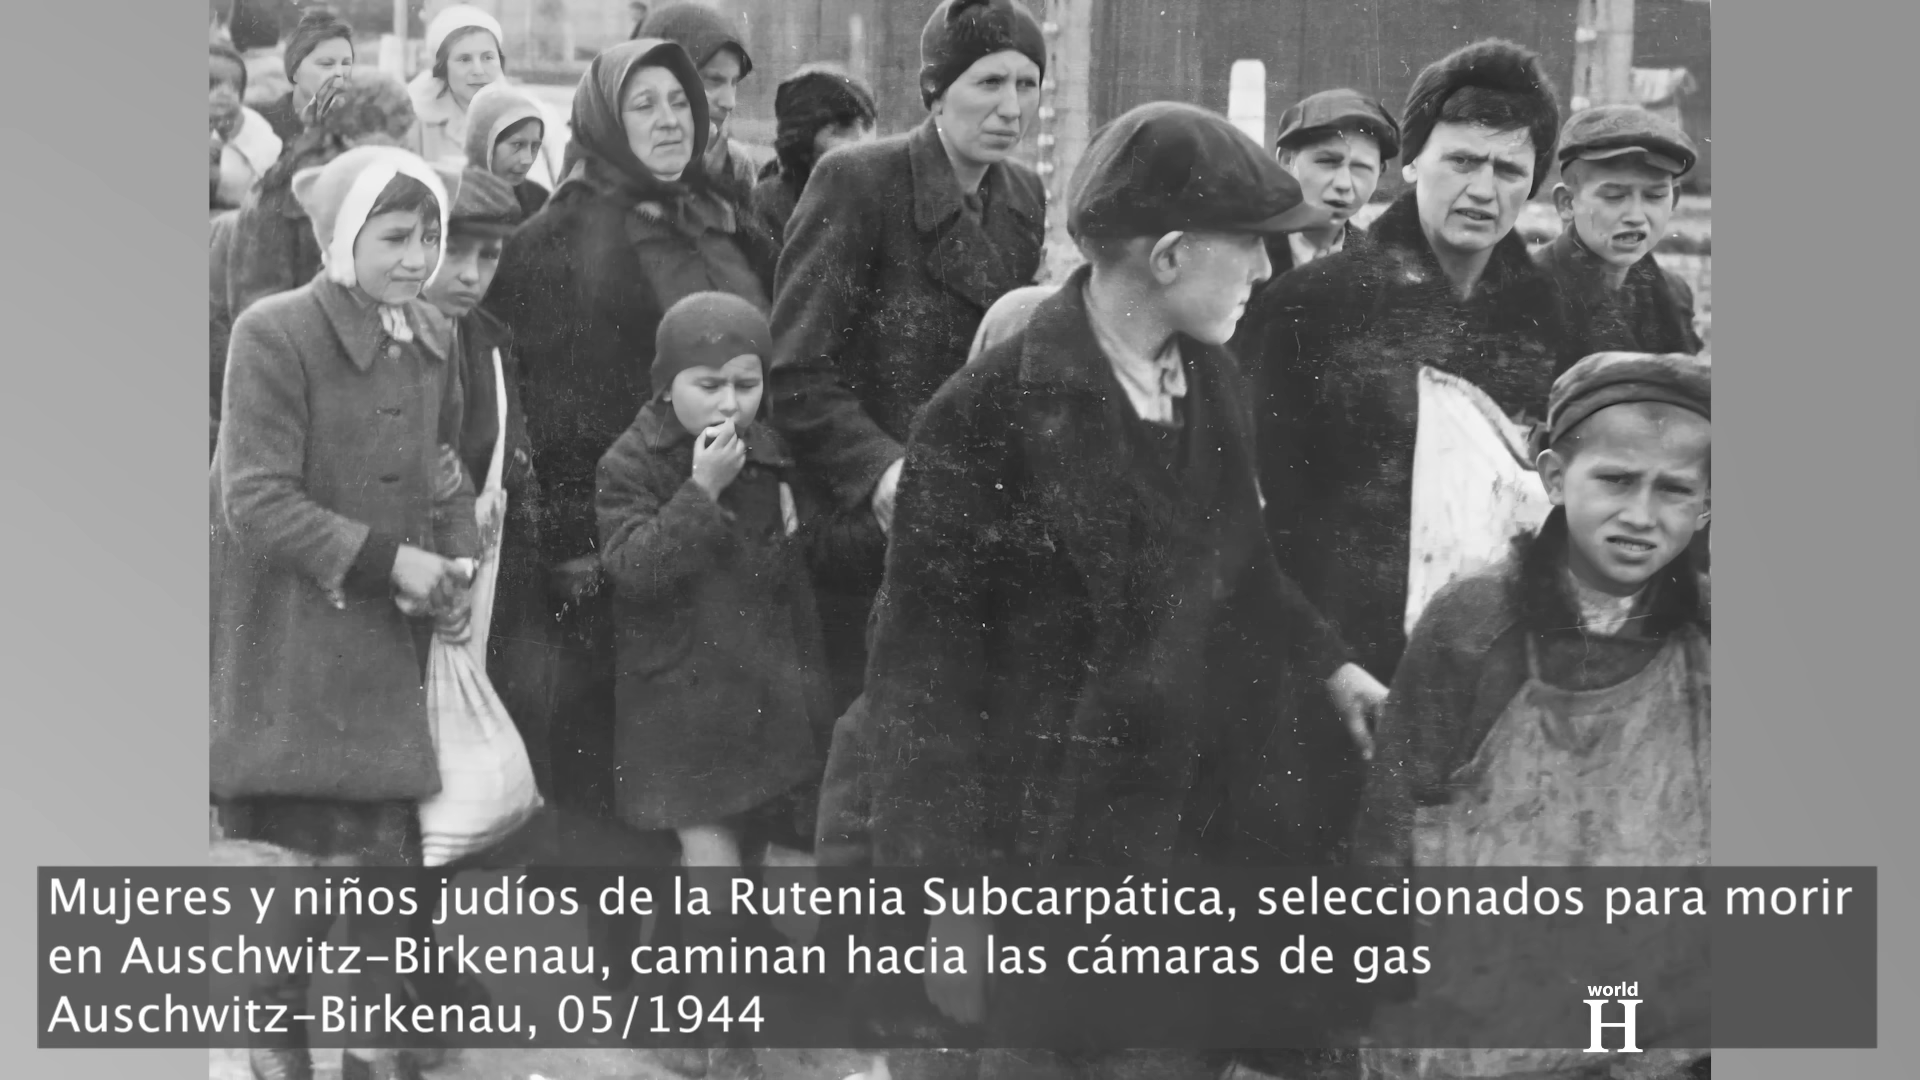 Mujeres y niños judíos de la Rutenia Subcarpática, seleccionados para morir
en Auschwitz-Birkenau, caminan hacia las cámaras de gas
Auschwitz-Birkenau, 05/1944
world
H